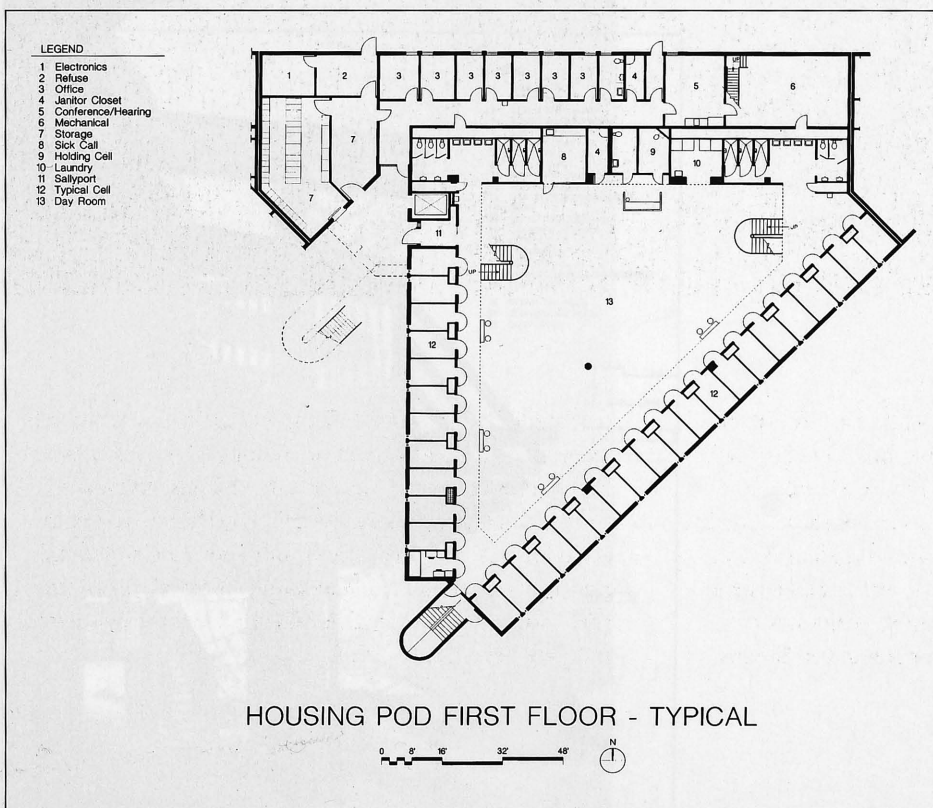 LEGEND
1 Electronics
2 Refuse
3 Office
4 Janitor Closet
5 Conference/Hearing
6 Mechanical
7 Storage
8 Sick Call
9 Holding Cell
10 Laundry
11 Sallyport
12 Typical Cell
13 Day Room
1 2 3 3 3 3 3 3 3 4 5 UP 6
7
8 4 9 10
7
11
UP
13
12
12
HOUSING POD FIRST FLOOR - TYPICAL
0 8' 16' 32' 48'
N